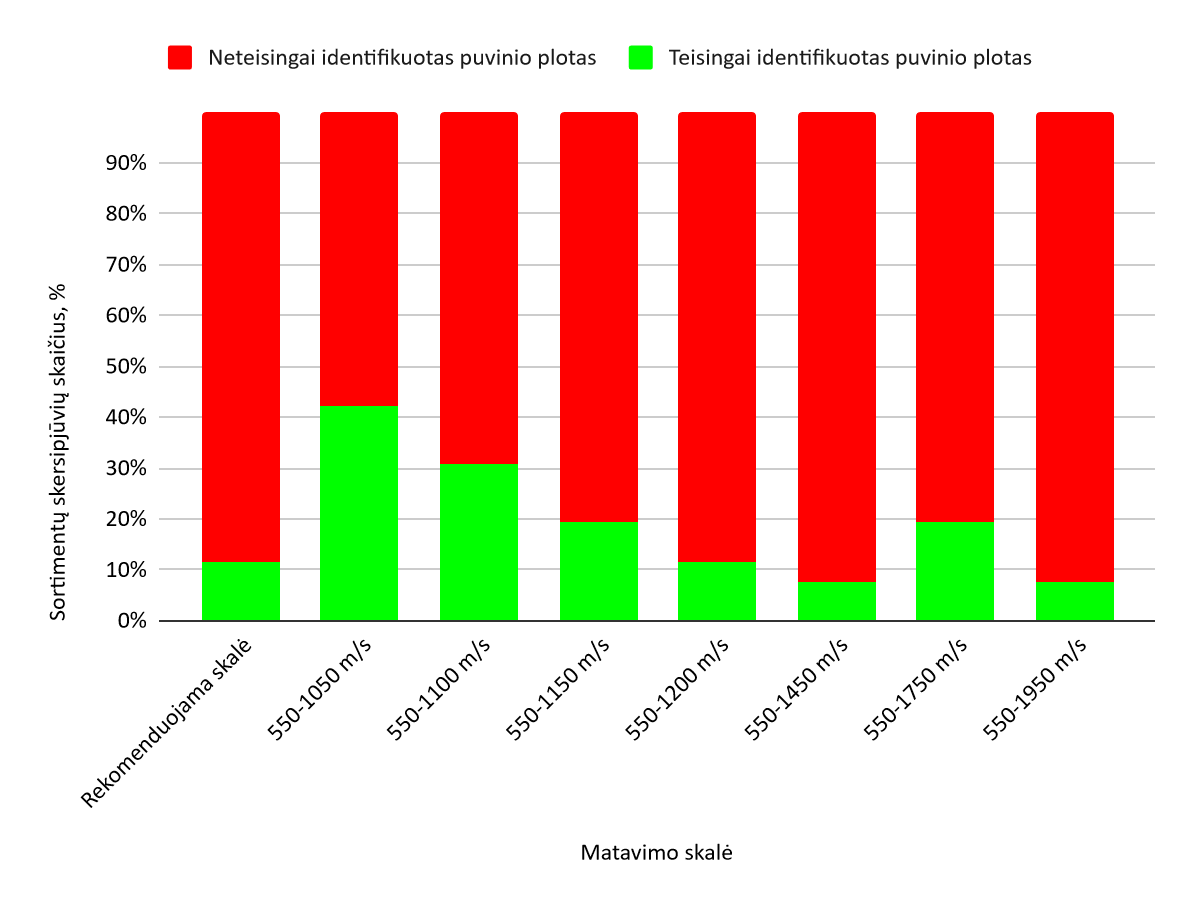 Neteisingai identifikuotas puvinio plotas
Teisingai identifikuotas puvinio plotas
Sortimentų skersipjūvių skaičius, %
90%
80%
70%
60%
50%
40%
30%
20%
10%
0%
Rekomenduojama skalė
550-1050 m/s
550-1100 m/s
550-1150 m/s
550-1200 m/s
550-1450 m/s
550-1750 m/s
550-1950 m/s
Matavimo skalė